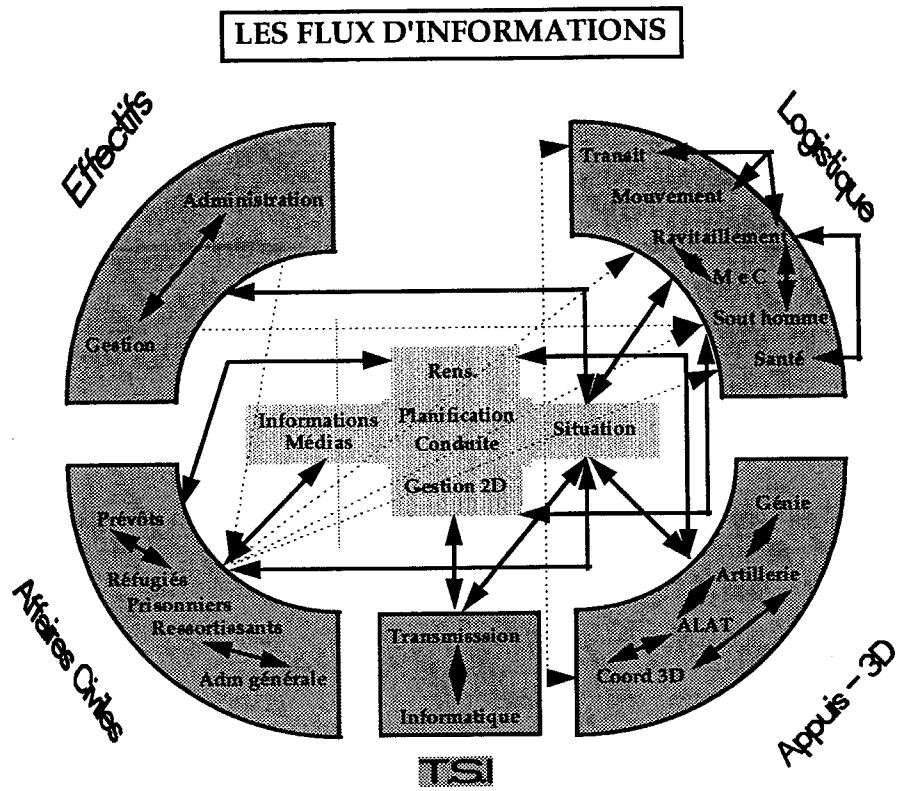 LES FLUX D'INFORMATIONS
Effectifs
Administration
Gestion
Logistique
Transit
Mouvement
Ravitaillement
M e C
Sout homme
Santé
Rens.
Planification
Conduite
Gestion 2D
Informations
Médias
Situation
Prévôts
Réfugiés
Prisonniers
Ressortissants
Adm générale
Affaires Civiles
Transmisssion
Informatique
TSI
Génie
Artillerie
ALAT
Coord 3D
Appuis - 3D